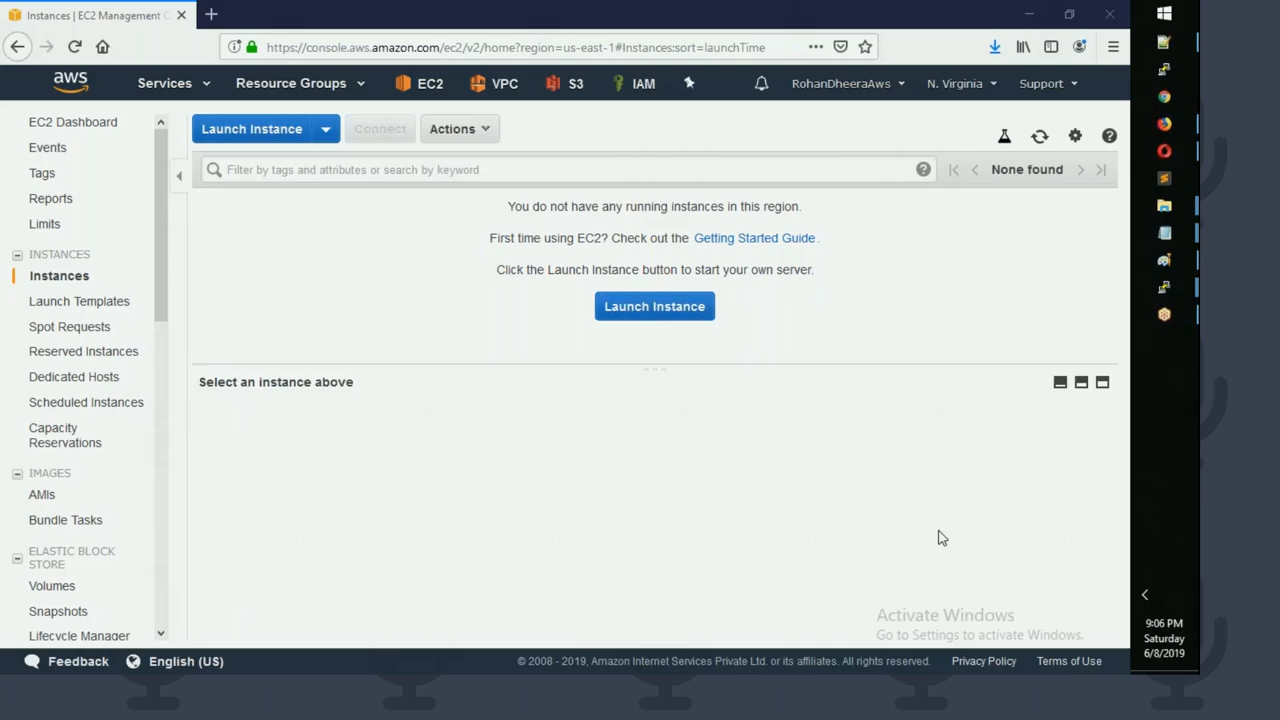 Instances | EC2 Management C
https://console.aws.amazon.com/ec2/v2/home?region=us-east-1#Instances:sort=launchTime
aws
Services
Resource Groups
EC2
VPC
S3
IAM
RohanDheeraAws
N. Virginia
Support
EC2 Dashboard
Events
Tags
Reports
Limits
INSTANCES
Instances
Launch Templates
Spot Requests
Reserved Instances
Dedicated Hosts
Scheduled Instances
Capacity
Reservations
IMAGES
AMIs
Bundle Tasks
ELASTIC BLOCK
STORE
Volumes
Snapshots
Lifecycle Manager
Launch Instance
Connect
Actions
Filter by tags and attributes or search by keyword
None found
You do not have any running instances in this region.
First time using EC2? Check out the Getting Started Guide.
Click the Launch Instance button to start your own server.
Launch Instance
Select an instance above
Activate Windows
Go to Settings to activate Windows.
Feedback
English (US)
© 2008 - 2019, Amazon Internet Services Private Ltd. or its affiliates. All rights reserved.
Privacy Policy
Terms of Use
9:06 PM
Saturday
6/8/2019